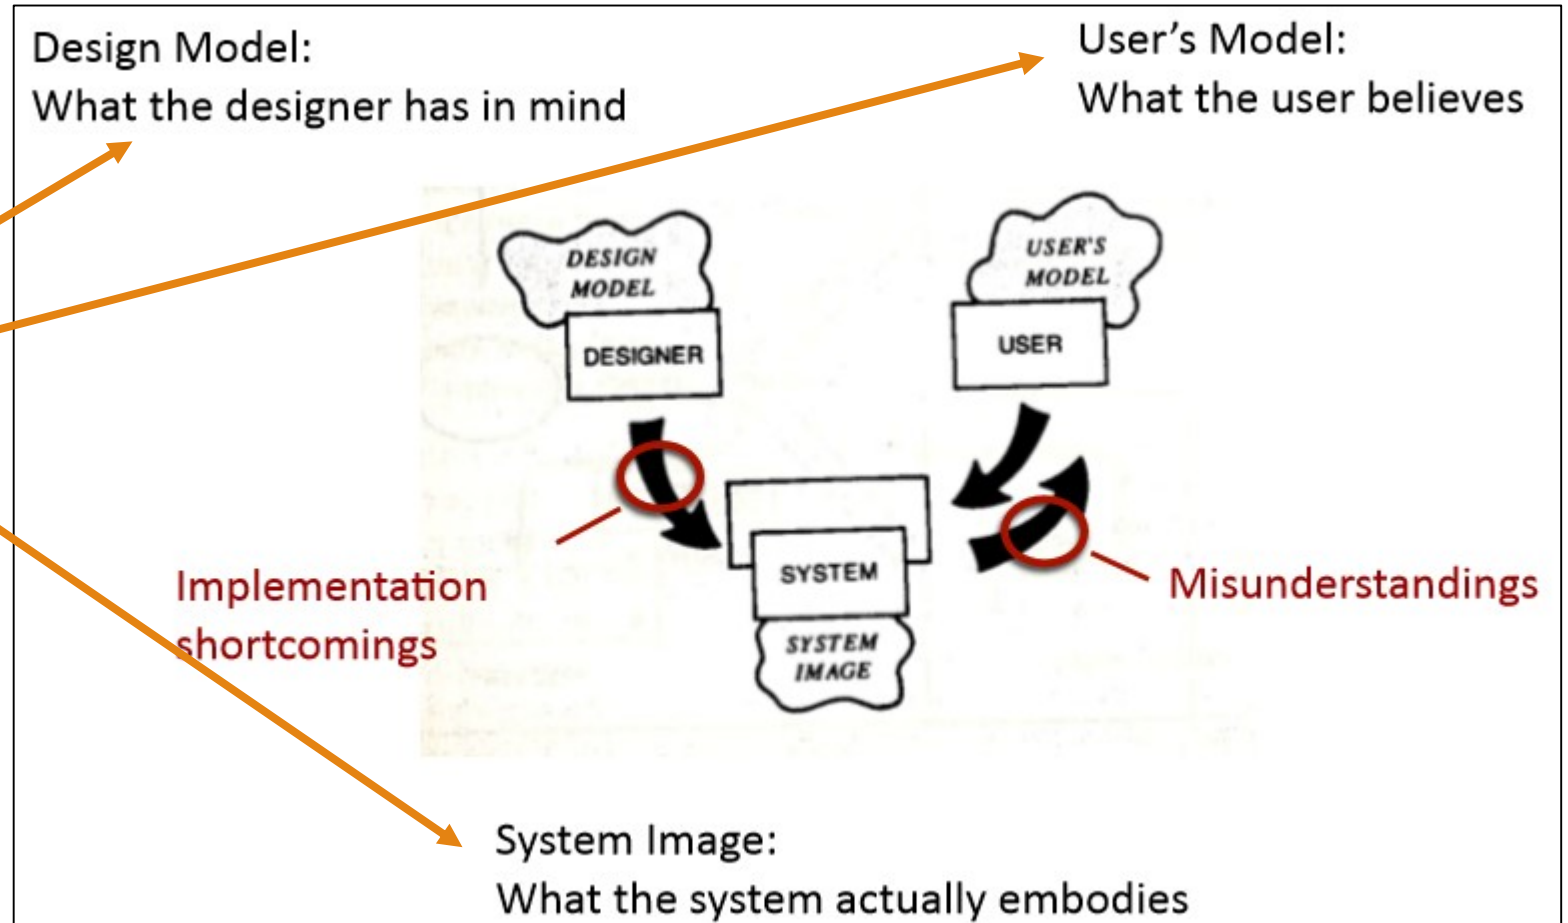 Design Model:
What the designer has in mind
User’s Model:
What the user believes
DESIGN
MODEL
DESIGNER
USER'S
MODEL
USER
Implementation
shortcomings
Misunderstandings
SYSTEM
SYSTEM
IMAGE
System Image:
What the system actually embodies